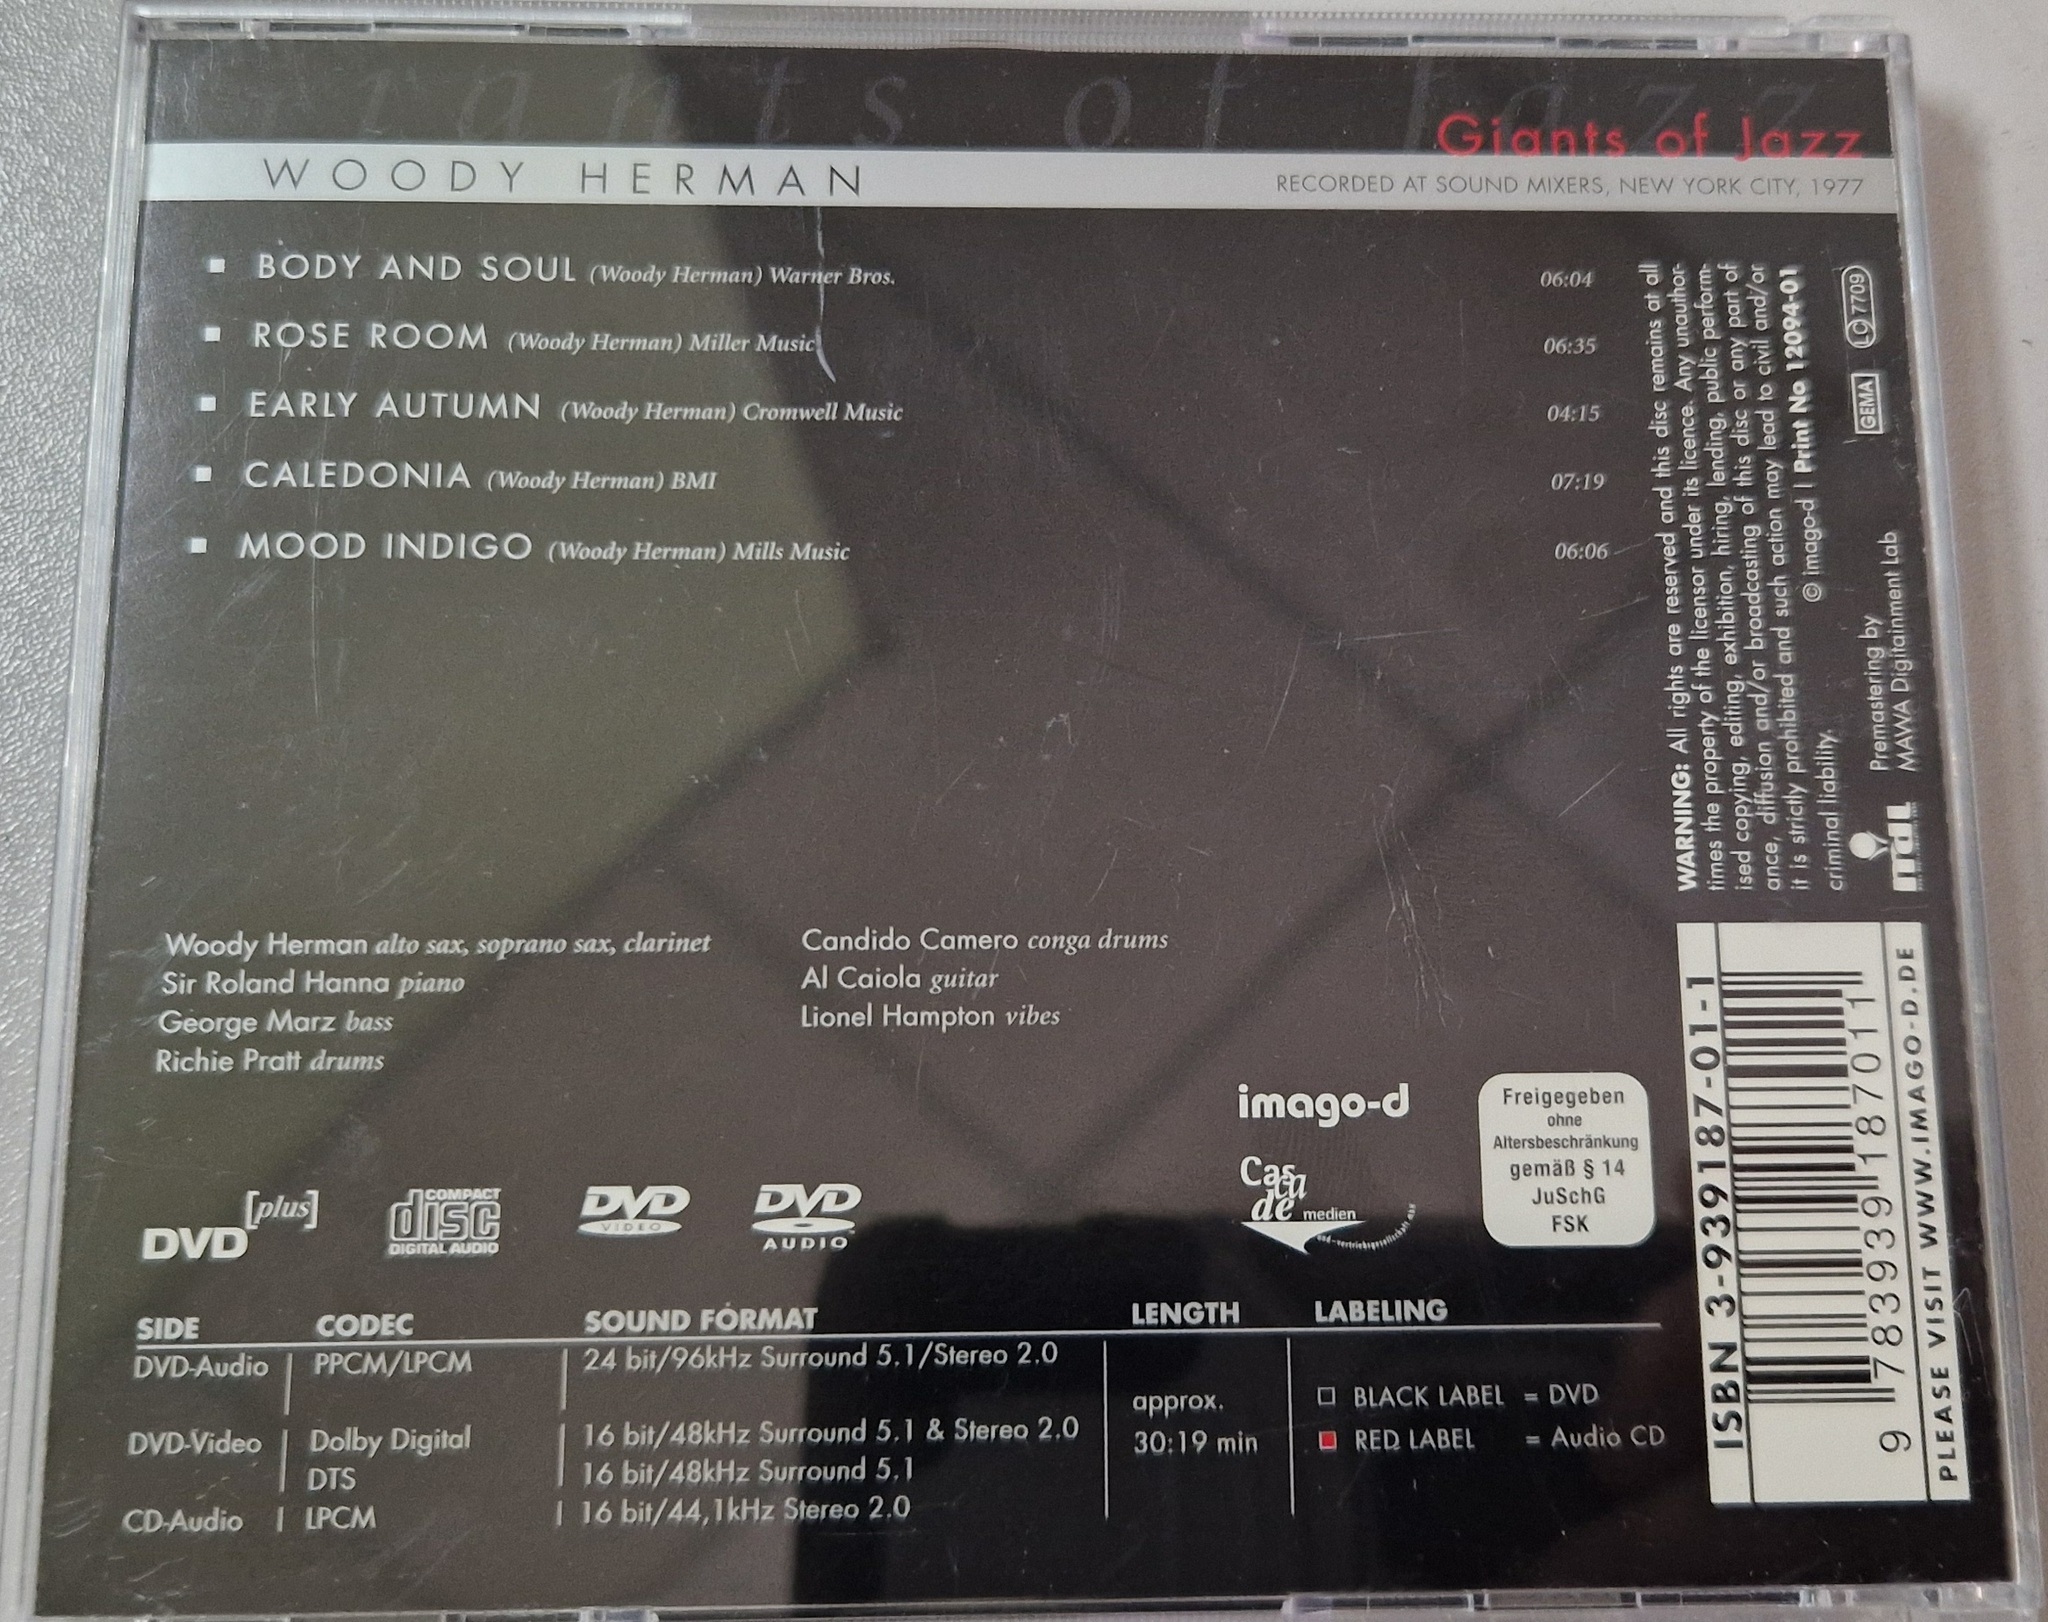 Giants of Jazz
Giants of Jazz
WOODY HERMAN
RECORDED AT SOUND MIXERS, NEW YORK CITY, 1977
BODY AND SOUL (Woody Herman) Warner Bros. 06:04
ROSE ROOM (Woody Herman) Miller Music 06:35
EARLY AUTUMN (Woody Herman) Cromwell Music 04:15
CALEDONIA (Woody Herman) BMI 07:19
MOOD INDIGO (Woody Herman) Mills Music 06:06
Woody Herman alto sax, soprano sax, clarinet
Sir Roland Hanna piano
George Marz bass
Richie Pratt drums
Candido Camero conga drums
Al Caiola guitar
Lionel Hampton vibes
DVD [plus]
COMPACT
disc
DIGITAL AUDIO
DVD
VIDEO
DVD
AUDIO
imago-d
Cascade
medien
und-vertriebsgesellschaft mbH
Freigegeben
ohne
Altersbeschränkung
gemäß § 14
JuSchG
FSK
SIDE CODEC SOUND FORMAT LENGTH LABELING
DVD-Audio PPCM/LPCM 24 bit/96kHz Surround 5.1/Stereo 2.0
DVD-Video Dolby Digital 16 bit/48kHz Surround 5.1 & Stereo 2.0
DTS 16 bit/48kHz Surround 5.1
CD-Audio LPCM 16 bit/44,1kHz Stereo 2.0
approx.
30:19 min
BLACK LABEL = DVD
RED LABEL = Audio CD
WARNING: All rights are reserved and this disc remains at all
times the property of the licensor under its licence. Any unauthor-
ised copying, editing, exhibition, hiring, lending, public perform-
ance, diffusion and/or broadcasting of this disc or any part of
it is strictly prohibited and such action may lead to civil and/or
criminal liability.
© imago-d | Print No 12094-01
GEMA
LC 7709
Premastering by
MAWA Digitainment Lab
mdl
ISBN 3-939187-01-1
9 783939 187011
PLEASE VISIT WWW.IMAGO-D.DE